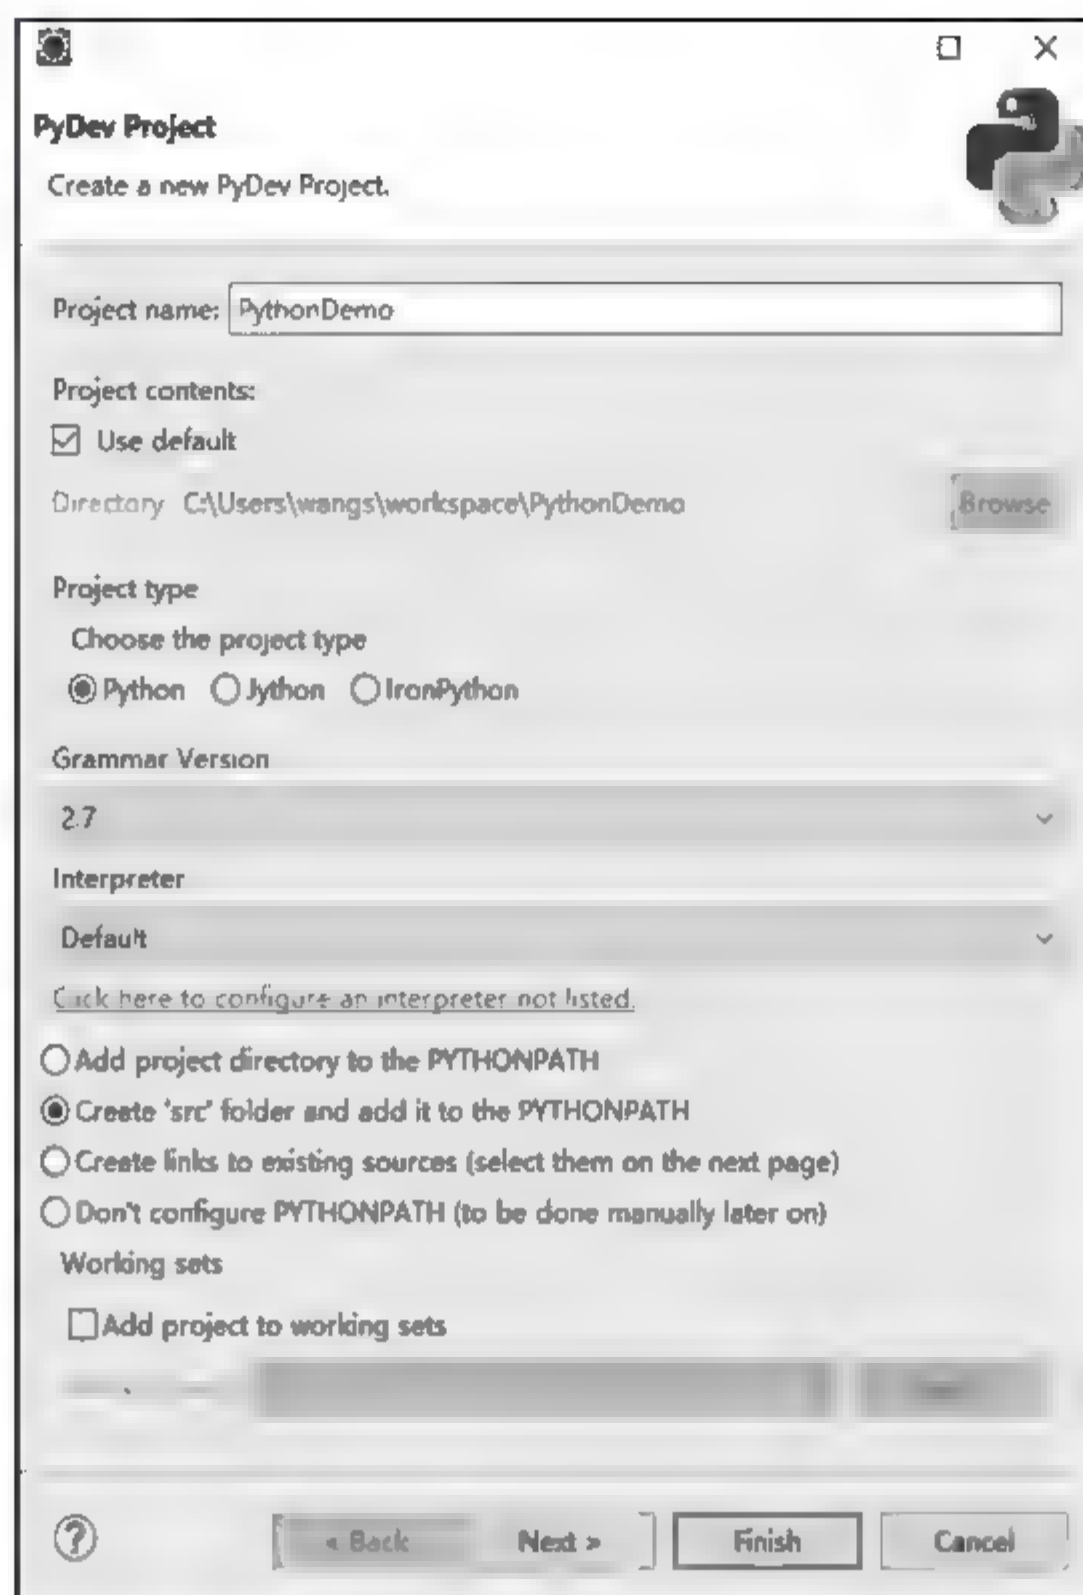 PyDev Project
Create a new PyDev Project.
Project name: PythonDemo
Project contents:
Use default
Directory C:\Users\wangs\workspace\PythonDemo Browse
Project type
Choose the project type
Python Jython IronPython
Grammar Version
2.7
Interpreter
Default
Click here to configure an interpreter not listed.
Add project directory to the PYTHONPATH
Create 'src' folder and add it to the PYTHONPATH
Create links to existing sources (select them on the next page)
Don't configure PYTHONPATH (to be done manually later on)
Working sets
Add project to working sets
? < Back Next > Finish Cancel